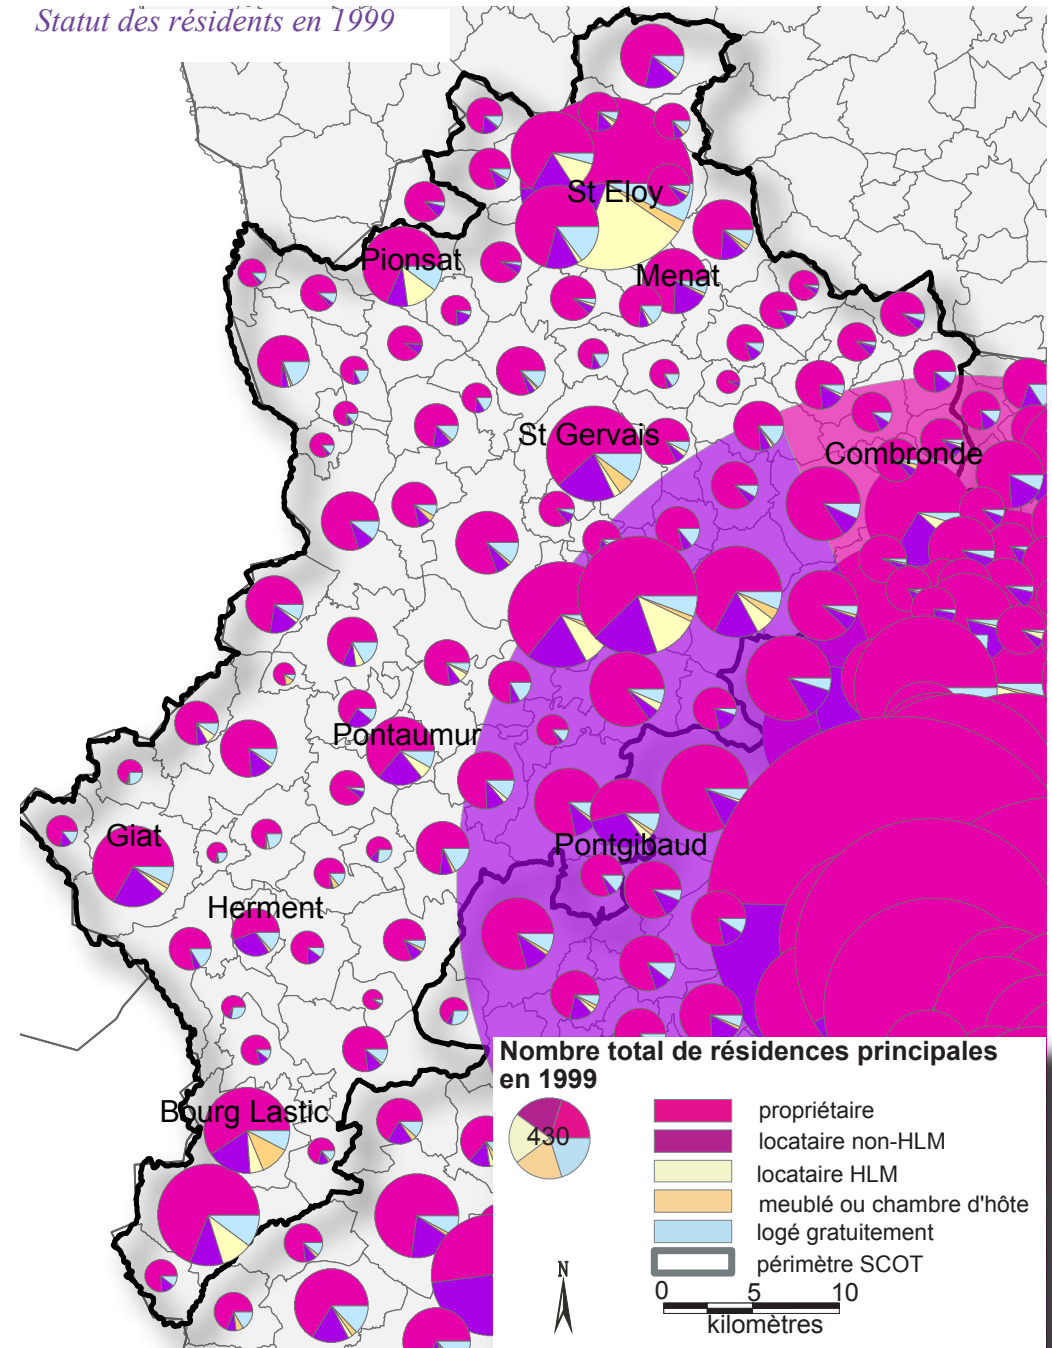 Statut des résidents en 1999
St Eloy
Pionsat
Menat
St Gervais
Combronde
Pontaumur
Giat
Pontgibaud
Herment
Bourg Lastic
Nombre total de résidences principales
en 1999
430
propriétaire
locataire non-HLM
locataire HLM
meublé ou chambre d'hôte
logé gratuitement
périmètre SCOT
N
0 5 10
kilomètres